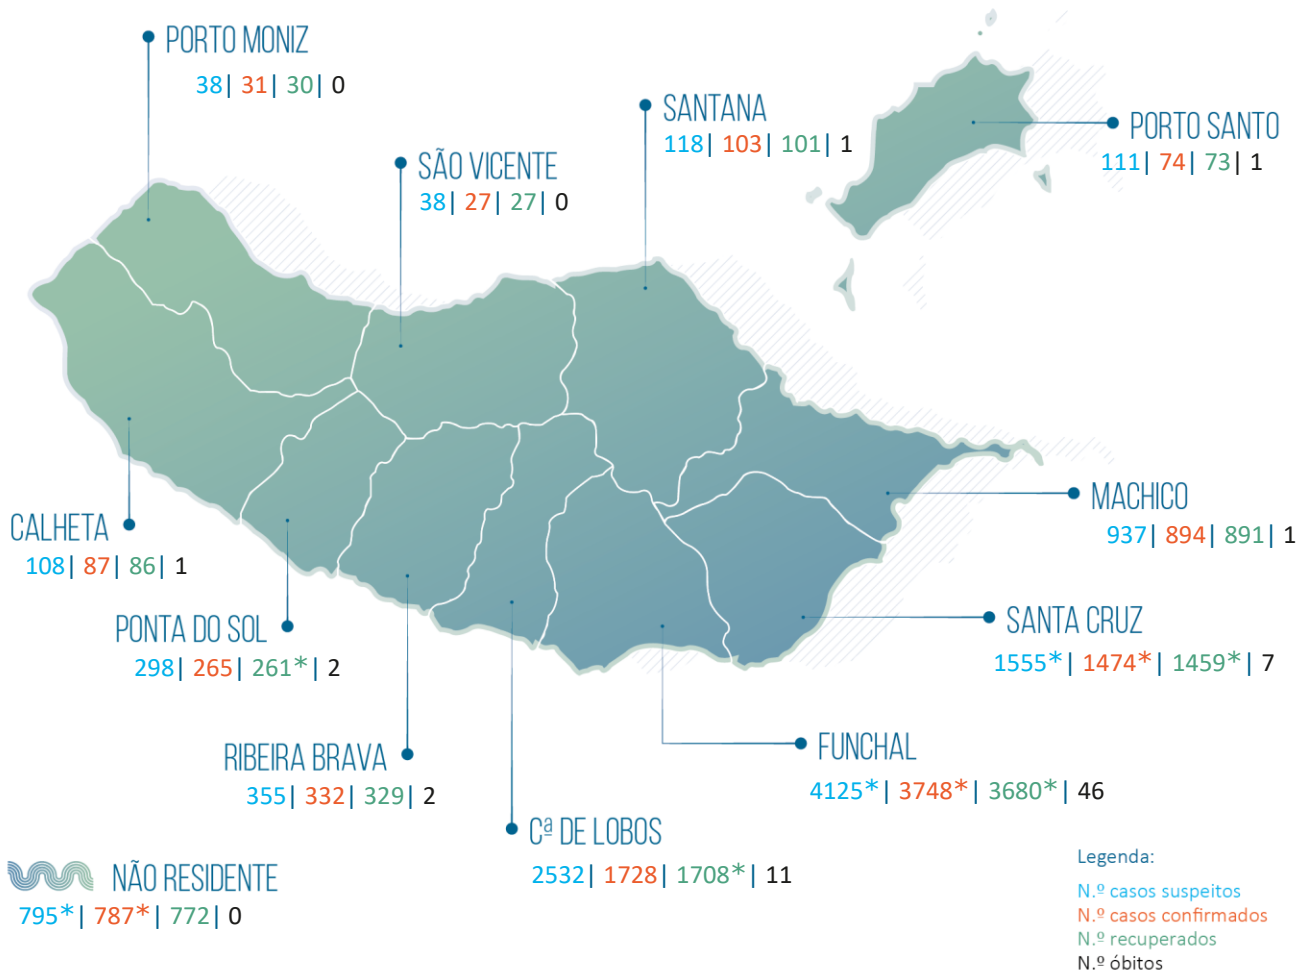 PORTO MONIZ
38| 31| 30| 0
SANTANA
118| 103| 101| 1
PORTO SANTO
111| 74| 73| 1
SÃO VICENTE
38| 27| 27| 0
MACHICO
937| 894| 891| 1
CALHETA
108| 87| 86| 1
PONTA DO SOL
298| 265| 261*| 2
SANTA CRUZ
1555*| 1474*| 1459*| 7
RIBEIRA BRAVA
355| 332| 329| 2
FUNCHAL
4125*| 3748*| 3680*| 46
Cª DE LOBOS
2532| 1728| 1708*| 11
NÃO RESIDENTE
795*| 787*| 772| 0
Legenda:
N.º casos suspeitos
N.º casos confirmados
N.º recuperados
N.º óbitos